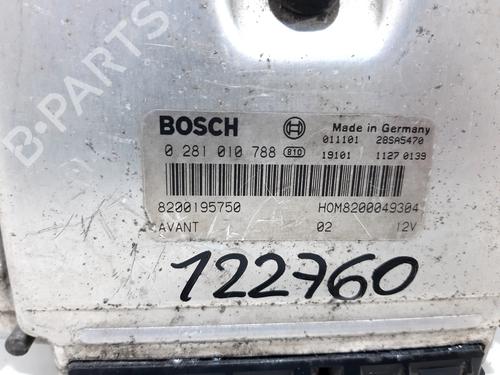 BOSCH
Made in Germany
011101 28SA5470
0 281 010 788 810
19101 1127 0139
8200195750 HOM8200049304
AVANT 02 12V
122760
B-PARTS